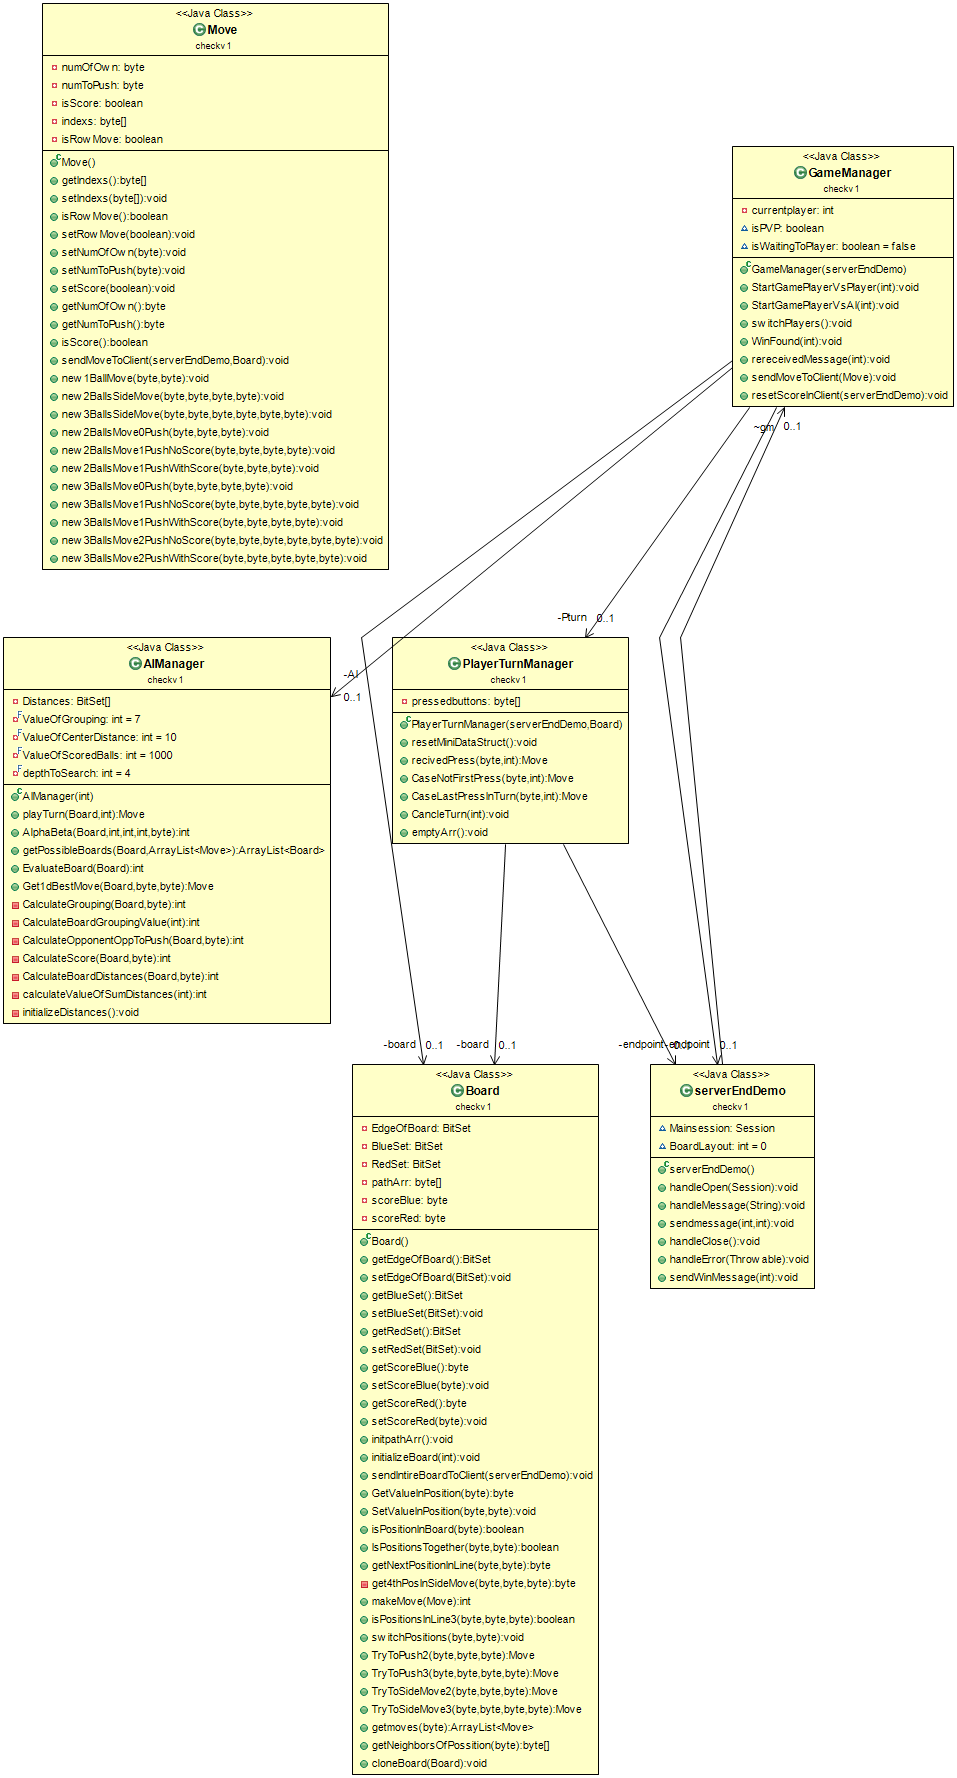 <<Java Class>>
Move
checkv1
numOfOwn: byte
numToPush: byte
isScore: boolean
indexs: byte[]
isRowMove: boolean
Move()
getIndexs():byte[]
setIndexs(byte[]):void
isRowMove():boolean
setRowMove(boolean):void
setNumOfOwn(byte):void
setNumToPush(byte):void
setScore(boolean):void
getNumOfOwn():byte
getNumToPush():byte
isScore():boolean
sendMoveToClient(serverEndDemo,Board):void
new1BallMove(byte,byte):void
new2BallsSideMove(byte,byte,byte,byte):void
new3BallsSideMove(byte,byte,byte,byte,byte,byte):void
new2BallsMove0Push(byte,byte,byte):void
new2BallsMove1PushNoScore(byte,byte,byte,byte):void
new2BallsMove1PushWithScore(byte,byte,byte):void
new3BallsMove0Push(byte,byte,byte,byte):void
new3BallsMove1PushNoScore(byte,byte,byte,byte,byte):void
new3BallsMove1PushWithScore(byte,byte,byte,byte):void
new3BallsMove2PushNoScore(byte,byte,byte,byte,byte,byte):void
new3BallsMove2PushWithScore(byte,byte,byte,byte,byte):void
<<Java Class>>
GameManager
checkv1
currentplayer: int
isPVP: boolean
isWaitingToPlayer: boolean = false
GameManager(serverEndDemo)
StartGamePlayerVsPlayer(int):void
StartGamePlayerVsAI(int):void
switchPlayers():void
WinFound(int):void
rereceivedMessage(int):void
sendMoveToClient(Move):void
resetScoreInClient(serverEndDemo):void
~gm 0..1
-Pturn 0..1
-AI
0..1
<<Java Class>>
AIManager
checkv1
Distances: BitSet[]
ValueOfGrouping: int = 7
ValueOfCenterDistance: int = 10
ValueOfScoredBalls: int = 1000
depthToSearch: int = 4
AIManager(int)
playTurn(Board,int):Move
AlphaBeta(Board,int,int,int,byte):int
getPossibleBoards(Board,ArrayList<Move>):ArrayList<Board>
EvaluateBoard(Board):int
Get1dBestMove(Board,byte,byte):Move
CalculateGrouping(Board,byte):int
CalculateBoardGroupingValue(int):int
CalculateOpponentOppToPush(Board,byte):int
CalculateScore(Board,byte):int
CalculateBoardDistances(Board,byte):int
calculateValueOfSumDistances(int):int
initializeDistances():void
<<Java Class>>
PlayerTurnManager
checkv1
pressedbuttons: byte[]
PlayerTurnManager(serverEndDemo,Board)
resetMiniDataStruct():void
recivedPress(byte,int):Move
CaseNotFirstPress(byte,int):Move
CaseLastPressInTurn(byte,int):Move
CancleTurn(int):void
emptyArr():void
-board 0..1
-board 0..1
-endpoint 0..1
-endpoint 0..1
<<Java Class>>
Board
checkv1
EdgeOfBoard: BitSet
BlueSet: BitSet
RedSet: BitSet
pathArr: byte[]
scoreBlue: byte
scoreRed: byte
Board()
getEdgeOfBoard():BitSet
setEdgeOfBoard(BitSet):void
getBlueSet():BitSet
setBlueSet(BitSet):void
getRedSet():BitSet
setRedSet(BitSet):void
getScoreBlue():byte
setScoreBlue(byte):void
getScoreRed():byte
setScoreRed(byte):void
initpathArr():void
initializeBoard(int):void
sendIntireBoardToClient(serverEndDemo):void
GetValueInPosition(byte):byte
SetValueInPosition(byte,byte):void
isPositionInBoard(byte):boolean
IsPositionsTogether(byte,byte):boolean
getNextPositionInLine(byte,byte):byte
get4thPosInSideMove(byte,byte,byte):byte
makeMove(Move):int
isPositionsInLine3(byte,byte,byte):boolean
switchPositions(byte,byte):void
TryToPush2(byte,byte,byte):Move
TryToPush3(byte,byte,byte,byte):Move
TryToSideMove2(byte,byte,byte):Move
TryToSideMove3(byte,byte,byte,byte):Move
getmoves(byte):ArrayList<Move>
getNeighborsOfPossition(byte):byte[]
cloneBoard(Board):void
<<Java Class>>
serverEndDemo
checkv1
Mainsession: Session
BoardLayout: int = 0
serverEndDemo()
handleOpen(Session):void
handleMessage(String):void
sendmessage(int,int):void
handleClose():void
handleError(Throwable):void
sendWinMessage(int):void